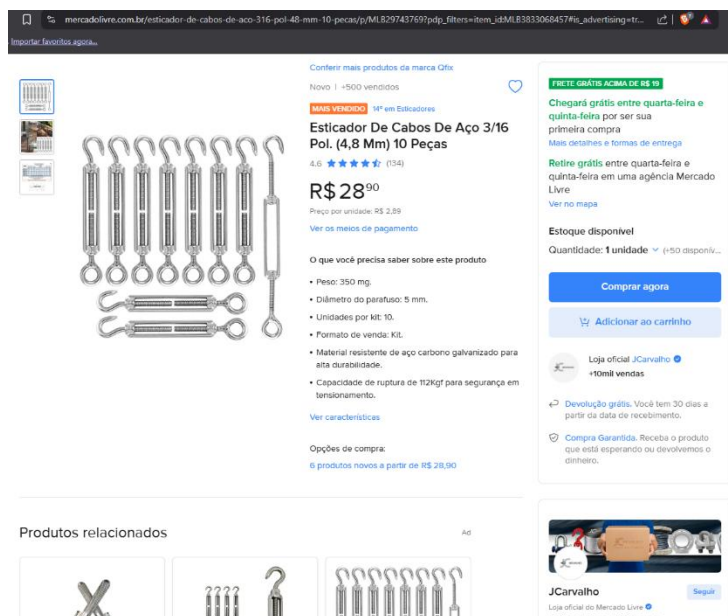 mercadolivre.com.br/esticador-de-cabos-de-aco-316-pol-48-mm-10-pecas/p/MLB29743769?pdp_filters=item_id:MLB3833068457#is_advertising=tr...
Importar favoritos agora...
Conferir mais produtos da marca Qfix
Novo | +500 vendidos
MAIS VENDIDO 14º em Esticadores
Esticador De Cabos De Aço 3/16
Pol. (4,8 Mm) 10 Peças
4.6 (134)
R$28⁹⁰
Preço por unidade: R$ 2,89
Ver os meios de pagamento
O que você precisa saber sobre este produto
• Peso: 350 mg.
• Diâmetro do parafuso: 5 mm.
• Unidades por kit: 10.
• Formato de venda: Kit.
• Material resistente de aço carbono galvanizado para
alta durabilidade.
• Capacidade de ruptura de 112Kgf para segurança em
tensionamento.
Ver características
Opções de compra:
6 produtos novos a partir de R$ 28,90
FRETE GRÁTIS ACIMA DE R$ 19
Chegará grátis entre quarta-feira e
quinta-feira por ser sua
primeira compra
Mais detalhes e formas de entrega
Retire grátis entre quarta-feira e
quinta-feira em uma agência Mercado
Livre
Ver no mapa
Estoque disponível
Quantidade: 1 unidade (+50 disponív...
Comprar agora
Adicionar ao carrinho
Loja oficial JCarvalho
+10mil vendas
Devolução grátis. Você tem 30 dias a
partir da data de recebimento.
Compra Garantida. Receba o produto
que está esperando ou devolvemos o
dinheiro.
Produtos relacionados
Ad
JCarvalho
Seguir
Loja oficial do Mercado Livre